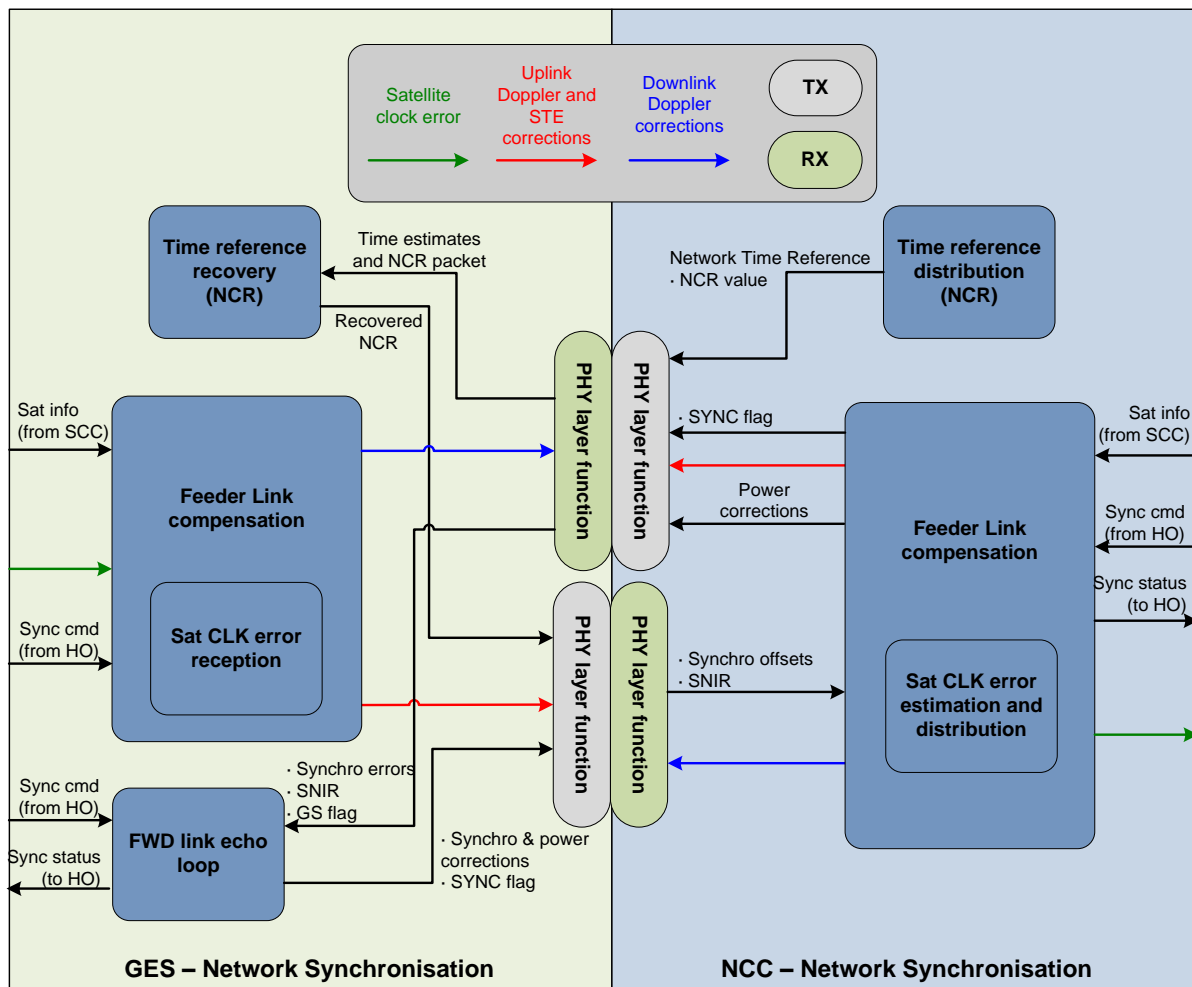 Satellite
clock error
Uplink
Doppler and
STE
corrections
Downlink
Doppler
corrections
TX
RX
Time reference
recovery
(NCR)
Time estimates
and NCR packet
Recovered
NCR
Network Time Reference
· NCR value
Time reference
distribution
(NCR)
PHY layer function
PHY layer function
Sat info
(from SCC)
Feeder Link
compensation
Sat CLK error
reception
Sync cmd
(from HO)
· SYNC flag
Power
corrections
Feeder Link
compensation
Sat CLK error
estimation and
distribution
Sat info
(from SCC)
Sync cmd
(from HO)
Sync status
(to HO)
PHY layer function
PHY layer function
· Synchro offsets
· SNIR
Sync cmd
(from HO)
Sync status
(to HO)
FWD link echo
loop
· Synchro errors
· SNIR
· GS flag
· Synchro & power
corrections
· SYNC flag
GES – Network Synchronisation
NCC – Network Synchronisation